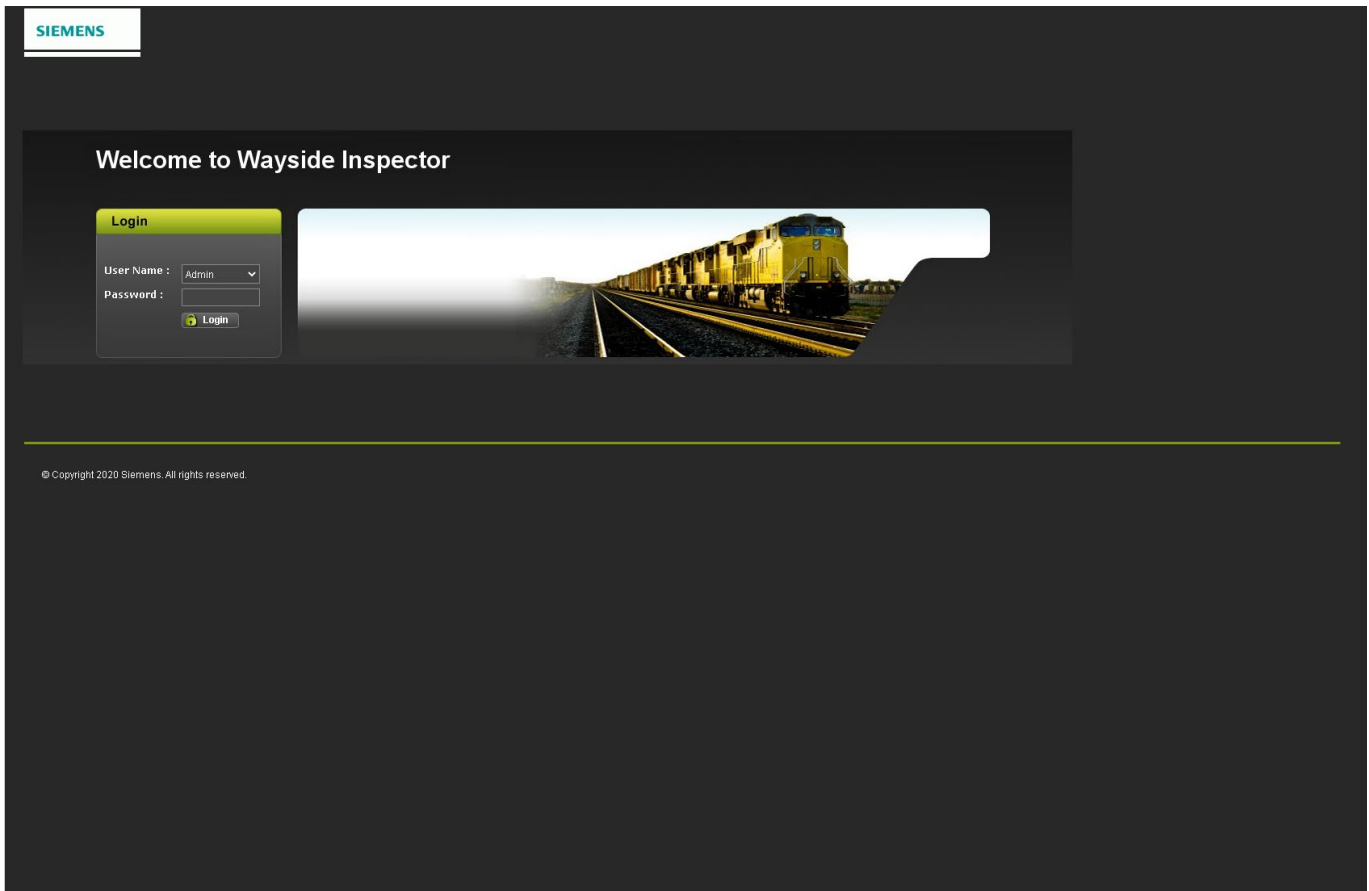 SIEMENS
Welcome to Wayside Inspector
Login
User Name :
Admin
Password :
Login
© Copyright 2020 Siemens. All rights reserved.